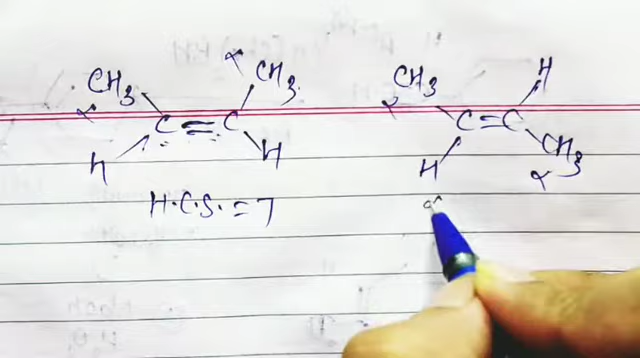 α CH3 H
CH3 CH3
α α
C = C C = C
H H H CH3
α
H.C.S. = 7 α